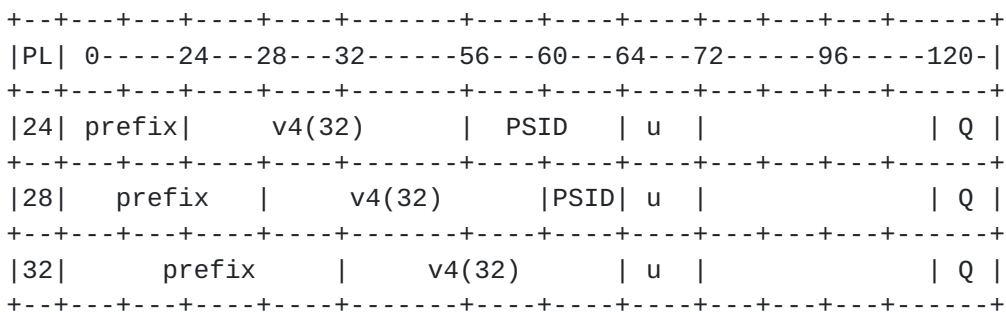 +--+---+---+----+----+-------+----+----+----+---+---+---+------+
|PL| 0-----24---28---32------56---60---64---72------96-----120-|
+--+---+---+----+----+-------+----+----+----+---+---+---+------+
|24| prefix|     v4(32)      |  PSID   | u  |              | Q |
+--+---+---+----+----+-------+----+----+----+---+---+---+------+
|28|   prefix   |     v4(32)      |PSID| u  |              | Q |
+--+---+---+----+----+-------+----+----+----+---+---+---+------+
|32|      prefix     |     v4(32)      | u  |              | Q |
+--+---+---+----+----+-------+----+----+----+---+---+---+------+